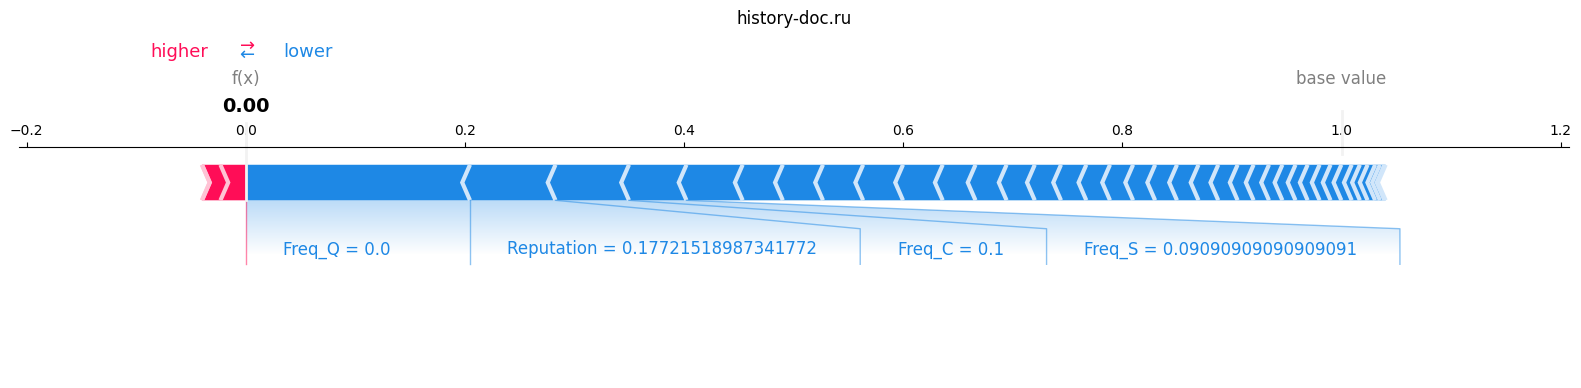 history-doc.ru
higher ⇄ lower
f(x)
base value
0.00
−0.2 0.0 0.2 0.4 0.6 0.8 1.0 1.2
Freq_Q = 0.0
Reputation = 0.17721518987341772
Freq_C = 0.1
Freq_S = 0.09090909090909091